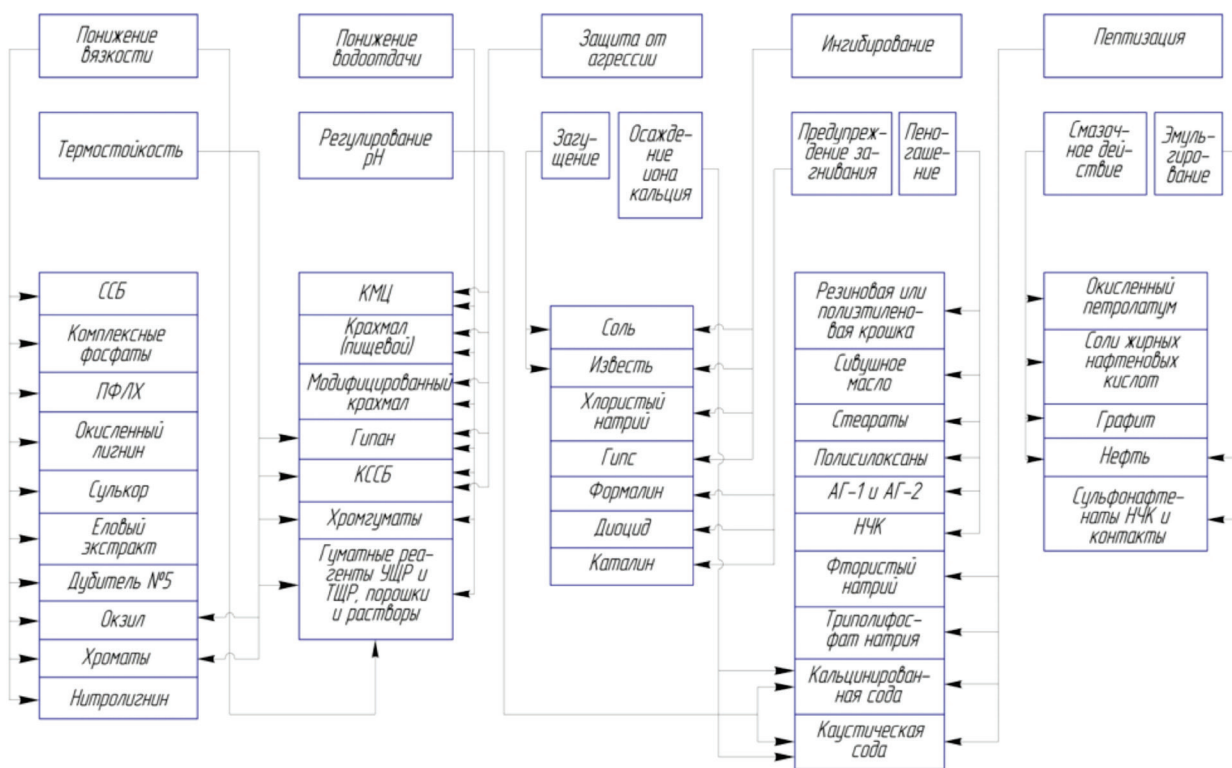 Понижение
вязкости
Понижение
водоотдачи
Защита от
агрессии
Ингибирование
Пептизация
Термостойкость
Регулирование
pH
Загу-
щение
Осажде-
ние
иона
кальция
Предупреж-
дение за-
гнивания
Пено-
гаше-
ние
Смазоч-
ное дей-
ствие
Эмуль-
гиро-
вание
ССБ
Комплексные
фосфаты
ПФЛХ
Окисленный
лигнин
Сулькор
Еловый
экстракт
Дубитель №5
Окзил
Хроматы
Нитролигнин
КМЦ
Крахмал
(пищевой)
Модифицированный
крахмал
Гипан
КССБ
Хромгуматы
Гуматные реа-
генты УЩР и
ТЩР, порошки
и растворы
Соль
Известь
Хлористый
натрий
Гипс
Формалин
Диоцид
Каталин
Резиновая или
полиэтилено-
вая крошка
Сивушное
масло
Стеараты
Полисилоксаны
АГ-1 и АГ-2
НЧК
Фтористый
натрий
Триполифос-
фат натрия
Кальцинирован-
ная сода
Каустическая
сода
Окисленный
петролатум
Соли жирных
нафтеновых
кислот
Графит
Нефть
Сульфонафте-
наты НЧК и
контакты